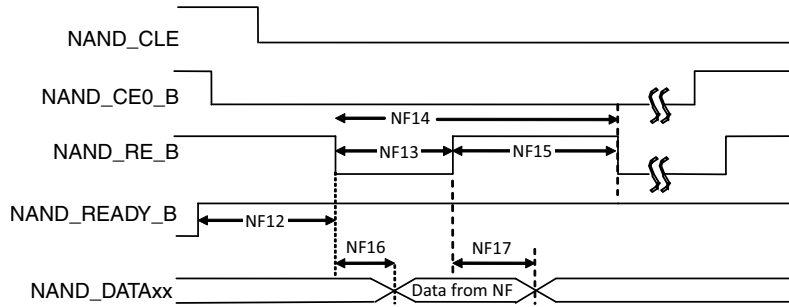 NAND_CLE
NAND_CE0_B
NF14
NAND_RE_B
NF13
NF15
NAND_READY_B
NF12
NF16
NF17
NAND_DATAxx
Data from NF